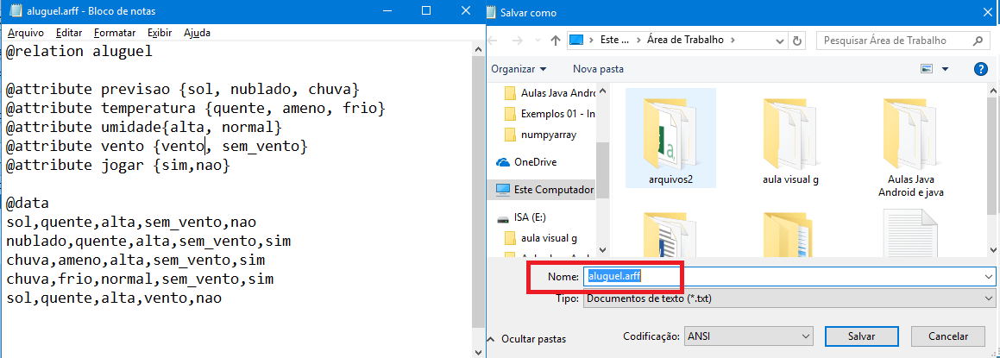 aluguel.arff - Bloco de notas
Arquivo Editar Formatar Exibir Ajuda
@relation aluguel
@attribute previsao {sol, nublado, chuva}
@attribute temperatura {quente, ameno, frio}
@attribute umidade{alta, normal}
@attribute vento {vento, sem_vento}
@attribute jogar {sim,nao}
@data
sol,quente,alta,sem_vento,nao
nublado,quente,alta,sem_vento,sim
chuva,ameno,alta,sem_vento,sim
chuva,frio,normal,sem_vento,sim
sol,quente,alta,vento,nao
Salvar como
Este ... Área de Trabalho
Pesquisar Área de Trabalho
Organizar Nova pasta
Aulas Java Andro
Exemplos 01 - In
numpyarray
OneDrive
Este Computador
ISA (E:)
aula visual g
arquivos2
aula visual g
Aulas Java
Android e java
Nome: aluguel.arff
Tipo: Documentos de texto (*.txt)
Ocultar pastas
Codificação: ANSI
Salvar
Cancelar